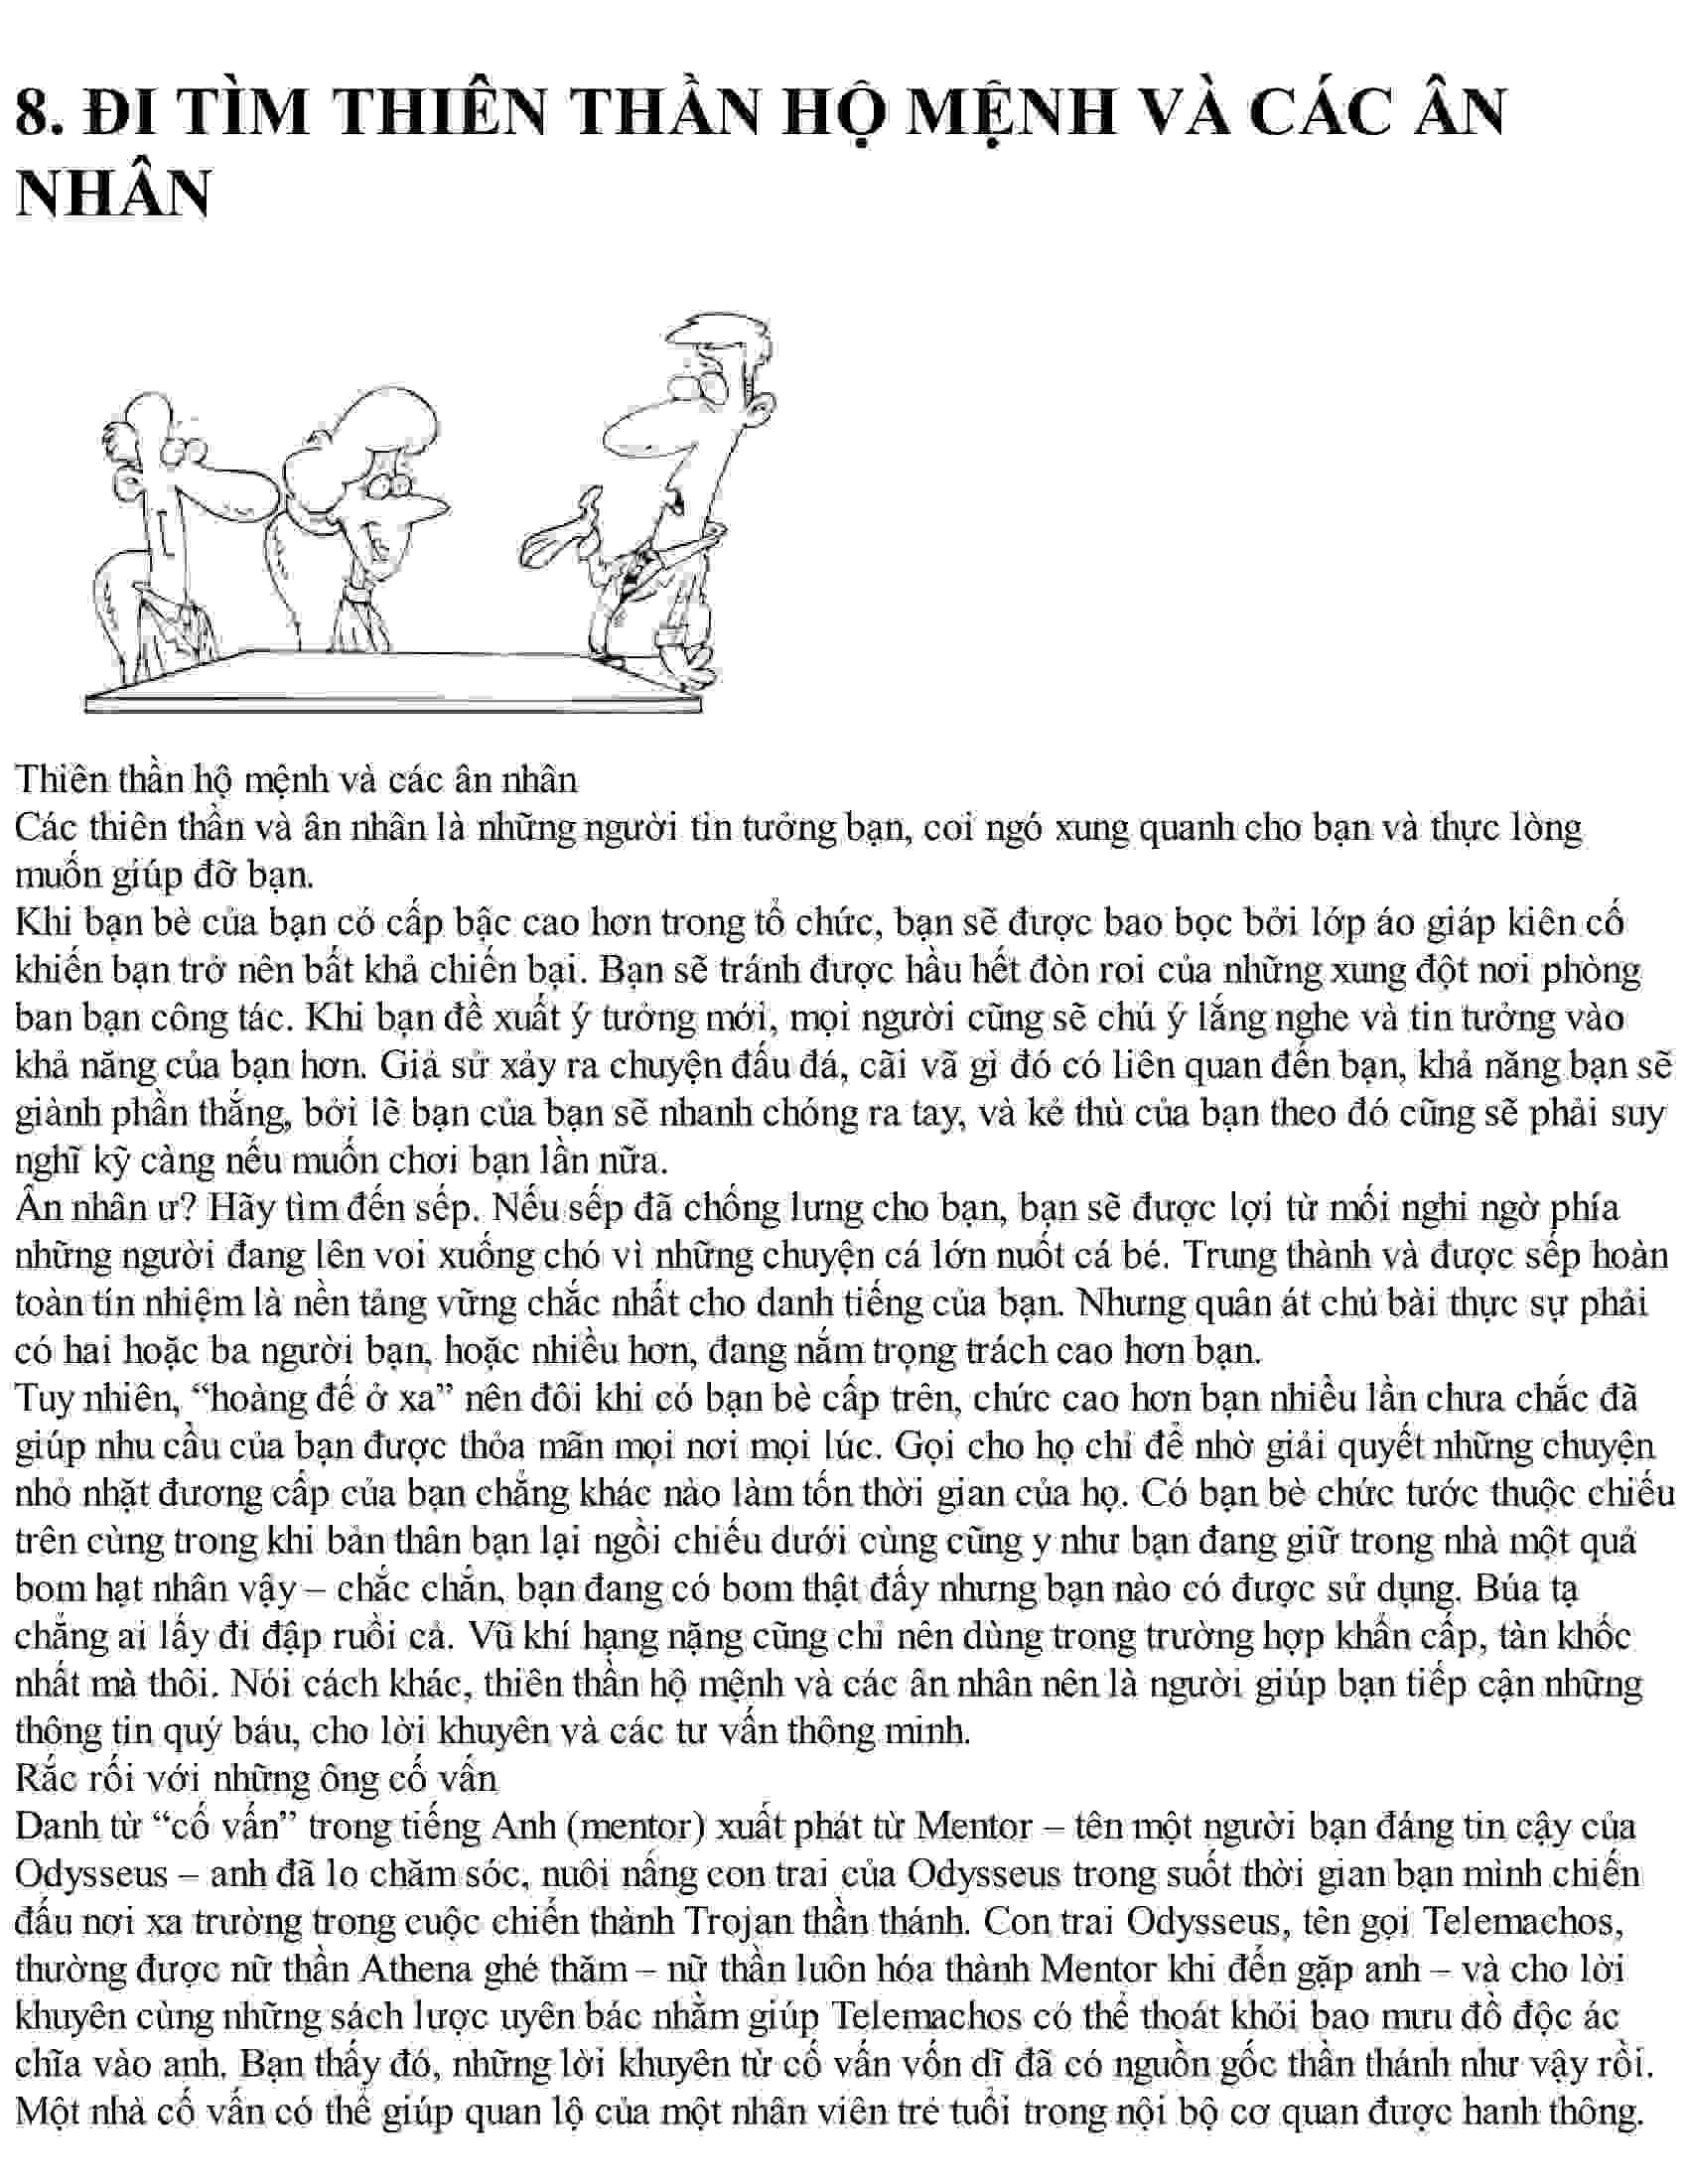 8. ĐI TÌM THIÊN THẦN HỘ MỆNH VÀ CÁC ÂN
NHÂN
Thiên thần hộ mệnh và các ân nhân
Các thiên thần và ân nhân là những người tin tưởng bạn, coi ngó xung quanh cho bạn và thực lòng
muốn giúp đỡ bạn.
Khi bạn bè của bạn có cấp bậc cao hơn trong tổ chức, bạn sẽ được bao bọc bởi lớp áo giáp kiên cố
khiến bạn trở nên bất khả chiến bại. Bạn sẽ tránh được hầu hết đòn roi của những xung đột nơi phòng
ban bạn công tác. Khi bạn đề xuất ý tưởng mới, mọi người cũng sẽ chú ý lắng nghe và tin tưởng vào
khả năng của bạn hơn. Giả sử xảy ra chuyện đấu đá, cãi vã gì đó có liên quan đến bạn, khả năng bạn sẽ
giành phần thắng, bởi lẽ bạn của bạn sẽ nhanh chóng ra tay, và kẻ thù của bạn theo đó cũng sẽ phải suy
nghĩ kỹ càng nếu muốn chơi bạn lần nữa.
Ân nhân ư? Hãy tìm đến sếp. Nếu sếp đã chống lưng cho bạn, bạn sẽ được lợi từ mối nghi ngờ phía
những người đang lên voi xuống chó vì những chuyện cá lớn nuốt cá bé. Trung thành và được sếp hoàn
toàn tín nhiệm là nền tảng vững chắc nhất cho danh tiếng của bạn. Nhưng quân át chủ bài thực sự phải
có hai hoặc ba người bạn, hoặc nhiều hơn, đang nắm trọng trách cao hơn bạn.
Tuy nhiên, “hoàng đế ở xa” nên đôi khi có bạn bè cấp trên, chức cao hơn bạn nhiều lần chưa chắc đã
giúp nhu cầu của bạn được thỏa mãn mọi nơi mọi lúc. Gọi cho họ chỉ để nhờ giải quyết những chuyện
nhỏ nhặt đương cấp của bạn chẳng khác nào làm tốn thời gian của họ. Có bạn bè chức tước thuộc chiếu
trên cùng trong khi bản thân bạn lại ngồi chiếu dưới cùng cũng y như bạn đang giữ trong nhà một quả
bom hạt nhân vậy – chắc chắn, bạn đang có bom thật đấy nhưng bạn nào có được sử dụng. Búa tạ
chẳng ai lấy đi đập ruồi cả. Vũ khí hạng nặng cũng chỉ nên dùng trong trường hợp khẩn cấp, tàn khốc
nhất mà thôi. Nói cách khác, thiên thần hộ mệnh và các ân nhân nên là người giúp bạn tiếp cận những
thông tin quý báu, cho lời khuyên và các tư vấn thông minh.
Rắc rối với những ông cố vấn
Danh từ “cố vấn” trong tiếng Anh (mentor) xuất phát từ Mentor – tên một người bạn đáng tin cậy của
Odysseus – anh đã lo chăm sóc, nuôi nấng con trai của Odysseus trong suốt thời gian bạn mình chiến
đấu nơi xa trường trong cuộc chiến thành Trojan thần thánh. Con trai Odysseus, tên gọi Telemachos,
thường được nữ thần Athena ghé thăm – nữ thần luôn hóa thành Mentor khi đến gặp anh – và cho lời
khuyên cùng những sách lược uyên bác nhằm giúp Telemachos có thể thoát khỏi bao mưu đồ độc ác
chĩa vào anh. Bạn thấy đó, những lời khuyên từ cố vấn vốn dĩ đã có nguồn gốc thần thánh như vậy rồi.
Một nhà cố vấn có thể giúp quan lộ của một nhân viên trẻ tuổi trong nội bộ cơ quan được hanh thông.